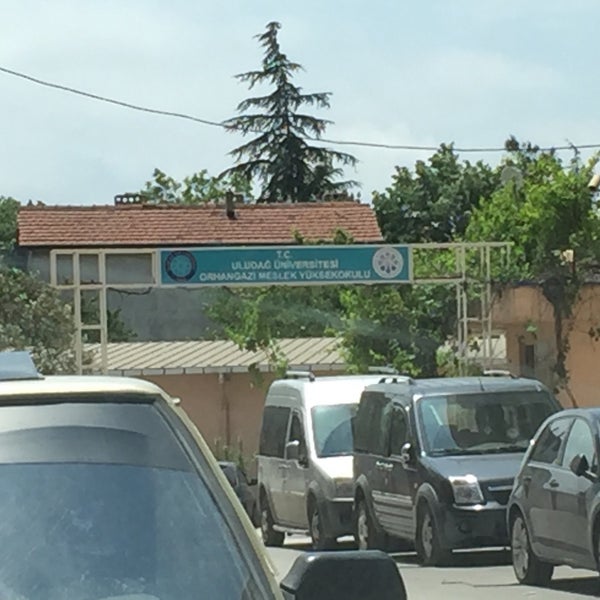 T.C.
ULUDAĞ ÜNİVERSİTESİ
ORHANGAZİ MESLEK YÜKSEKOKULU